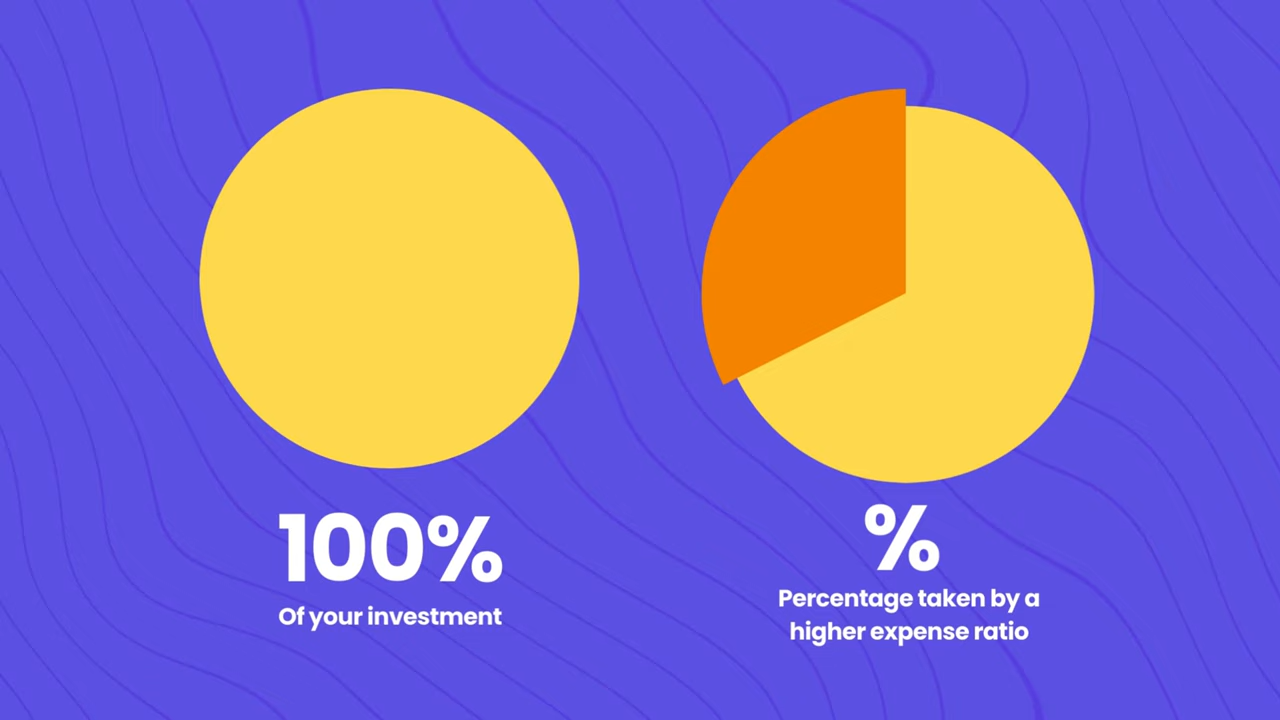 100%
Of your investment
%
Percentage taken by a
higher expense ratio